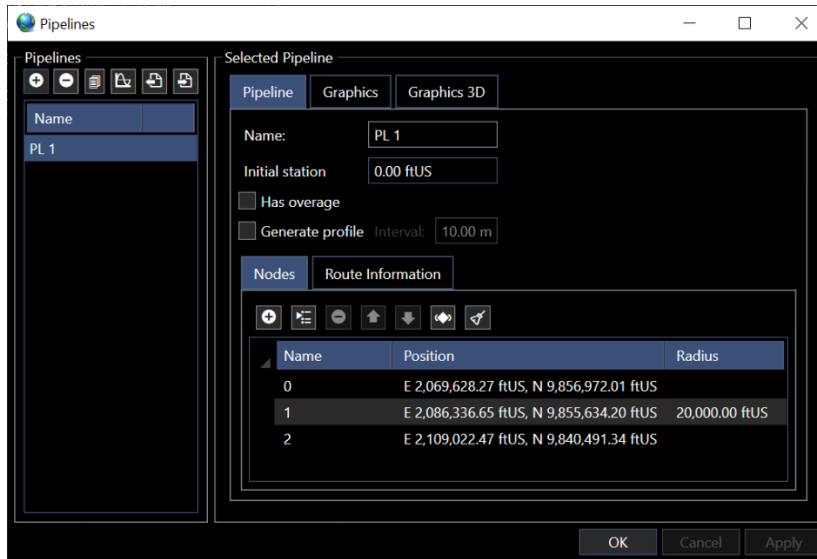 Pipelines
Pipelines
Selected Pipeline
Pipeline Graphics Graphics 3D
Name
PL 1
Name: PL 1
Initial station 0.00 ftUS
Has overage
Generate profile Interval: 10.00 m
Nodes Route Information
Name Position Radius
0 E 2,069,628.27 ftUS, N 9,856,972.01 ftUS
1 E 2,086,336.65 ftUS, N 9,855,634.20 ftUS 20,000.00 ftUS
2 E 2,109,022.47 ftUS, N 9,840,491.34 ftUS
OK Cancel Apply